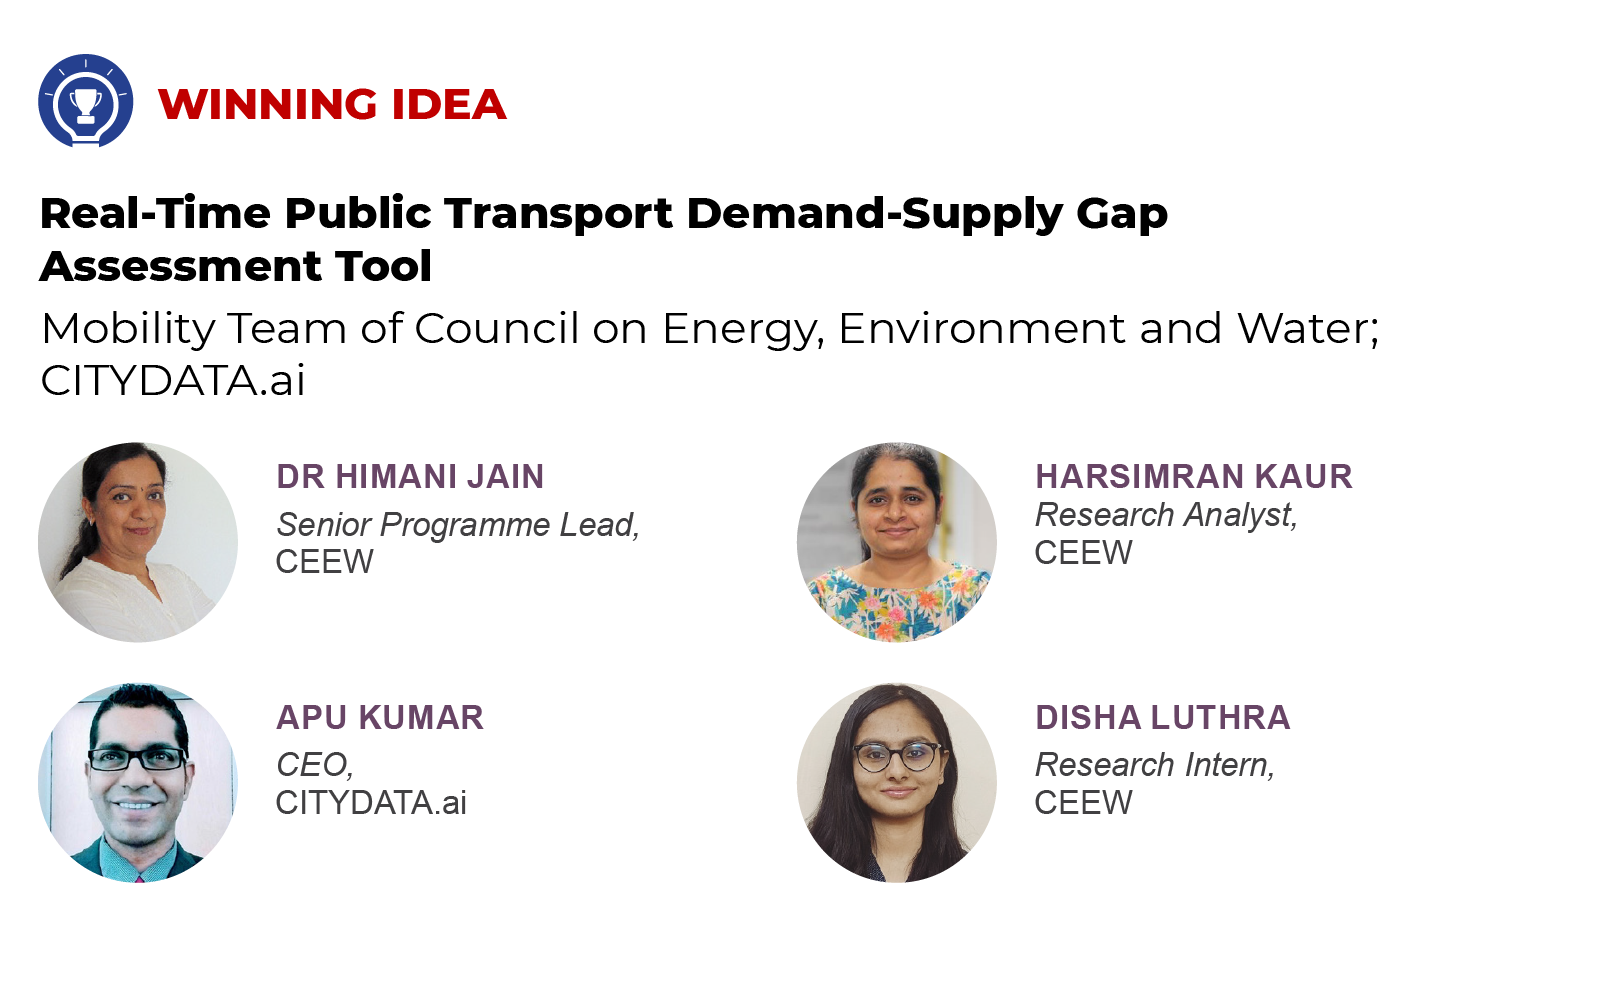 WINNING IDEA
Real-Time Public Transport Demand-Supply Gap
Assessment Tool
Mobility Team of Council on Energy, Environment and Water;
CITYDATA.ai
DR HIMANI JAIN
Senior Programme Lead,
CEEW
HARSIMRAN KAUR
Research Analyst,
CEEW
APU KUMAR
CEO,
CITYDATA.ai
DISHA LUTHRA
Research Intern,
CEEW